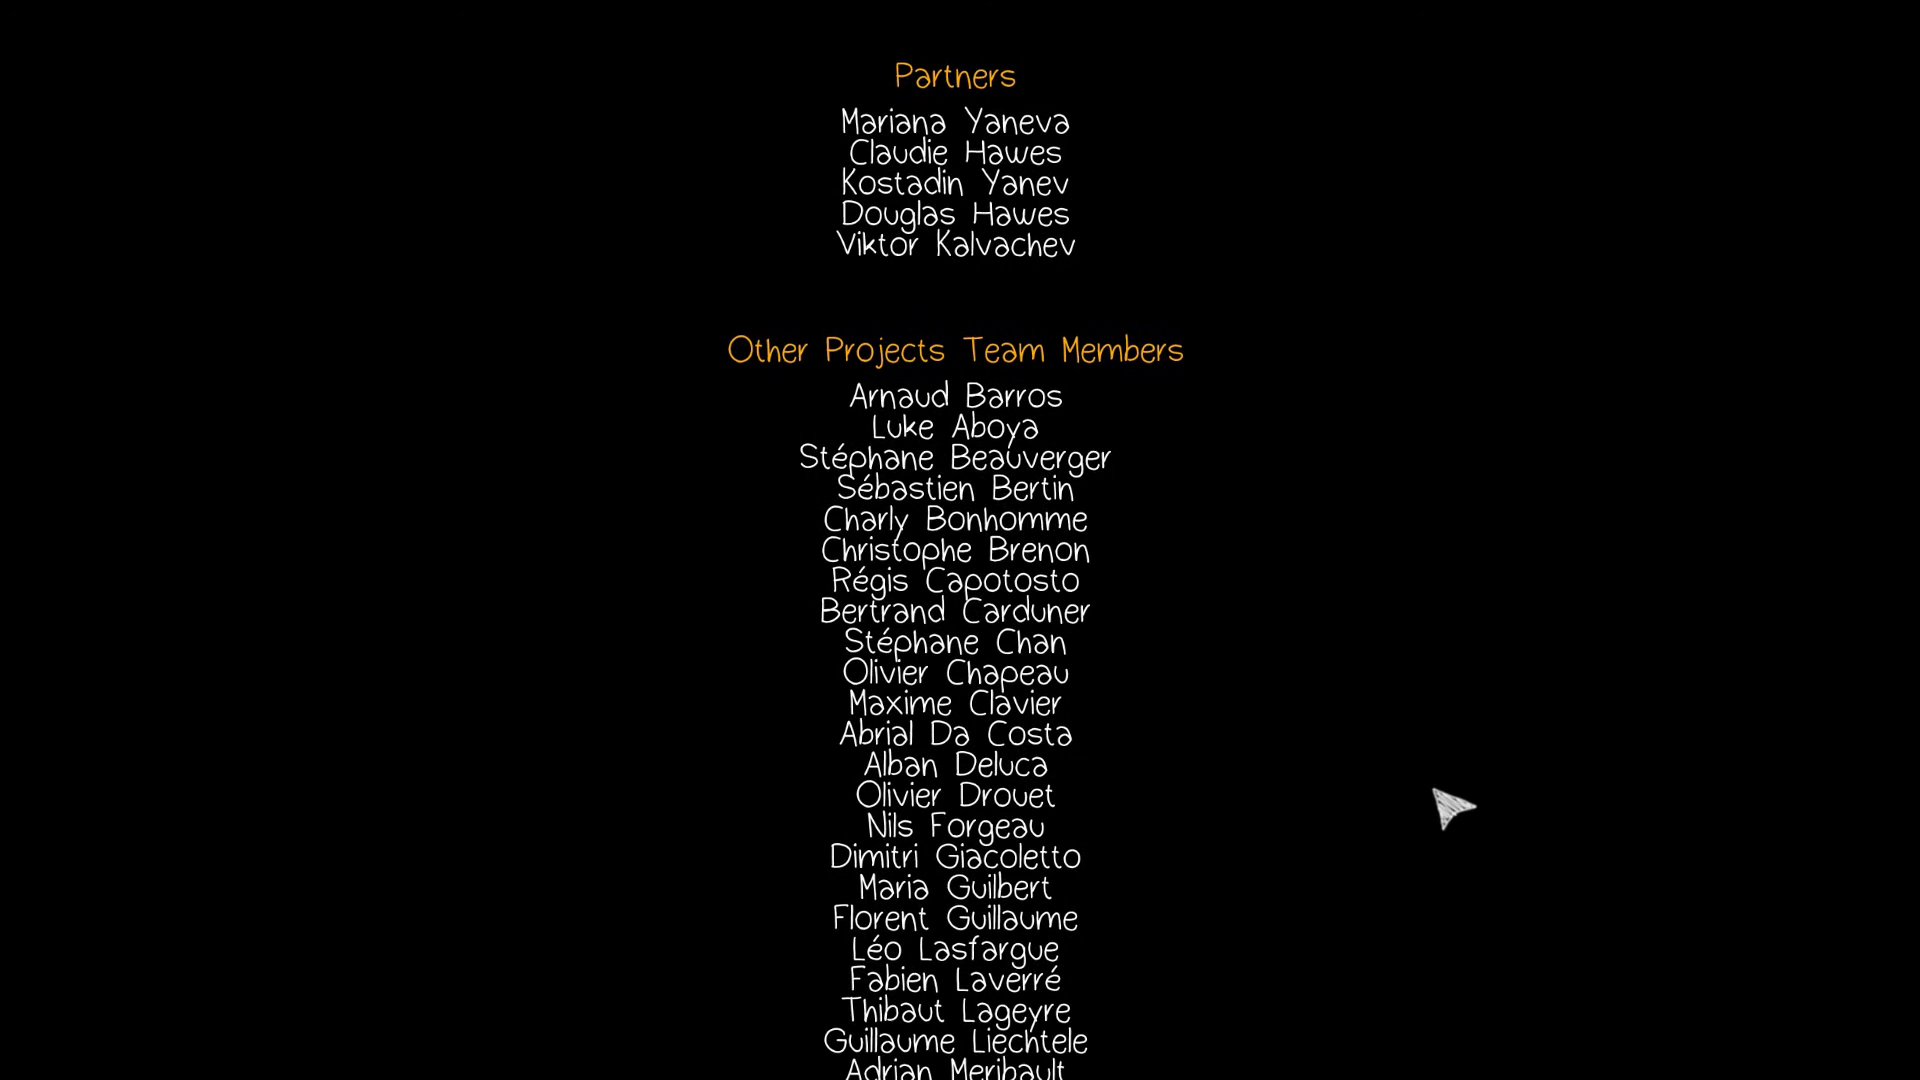 Partners
Mariana Yaneva
Claudie Hawes
Kostadin Yanev
Douglas Hawes
Viktor Kalvachev
Other Projects Team Members
Arnaud Barros
Luke Aboya
Stéphane Beauverger
Sébastien Bertin
Charly Bonhomme
Christophe Brenon
Régis Capotosto
Bertrand Carduner
Stéphane Chan
Olivier Chapeau
Maxime Clavier
Abrial Da Costa
Alban Deluca
Olivier Drouet
Nils Forgeau
Dimitri Giacoletto
Maria Guilbert
Florent Guillaume
Léo Lasfargue
Fabien Laverré
Thibaut Lageyre
Guillaume Liechtele
Adrian Meribault